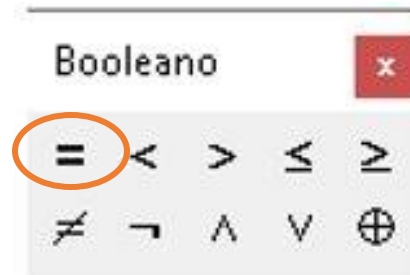 Booleano x
= < > ≤ ≥
≠ ¬ ∧ ∨ ⊕